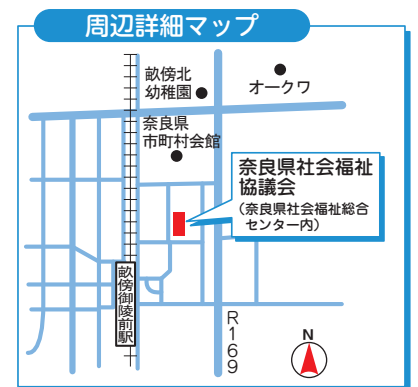 周辺詳細マップ
畝傍北
幼稚園
オークワ
奈良県
市町村会館
奈良県社会福祉
協議会
(奈良県社会福祉総合
センター内)
畝傍御陵前駅
R169
N